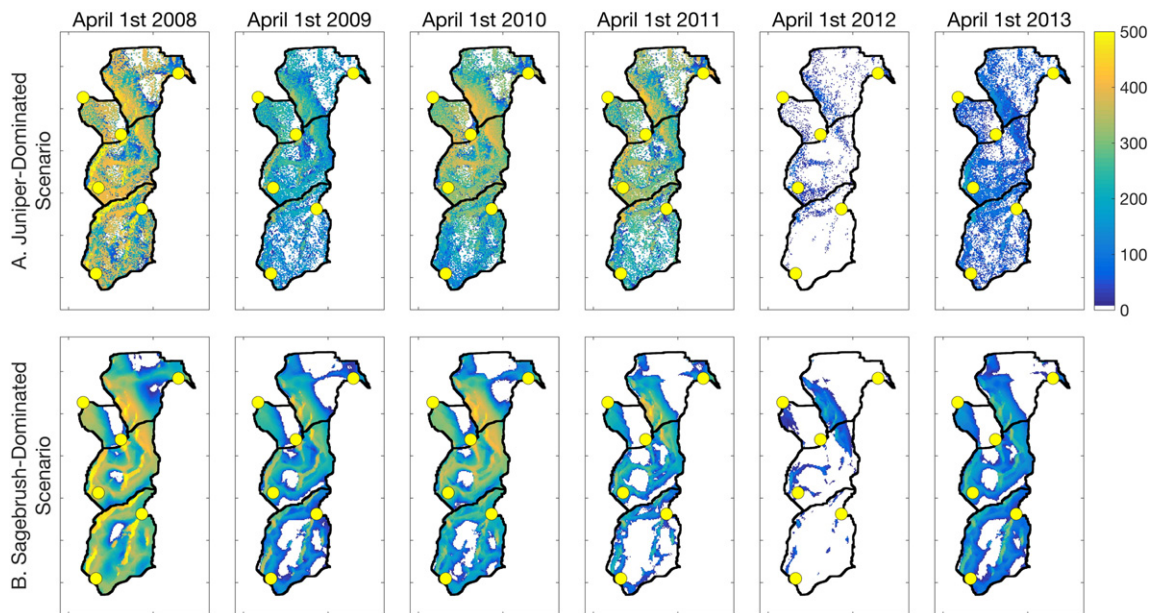 April 1st 2008
April 1st 2009
April 1st 2010
April 1st 2011
April 1st 2012
April 1st 2013
A. Juniper-Dominated
Scenario
500
400
300
200
100
0
B. Sagebrush-Dominated
Scenario